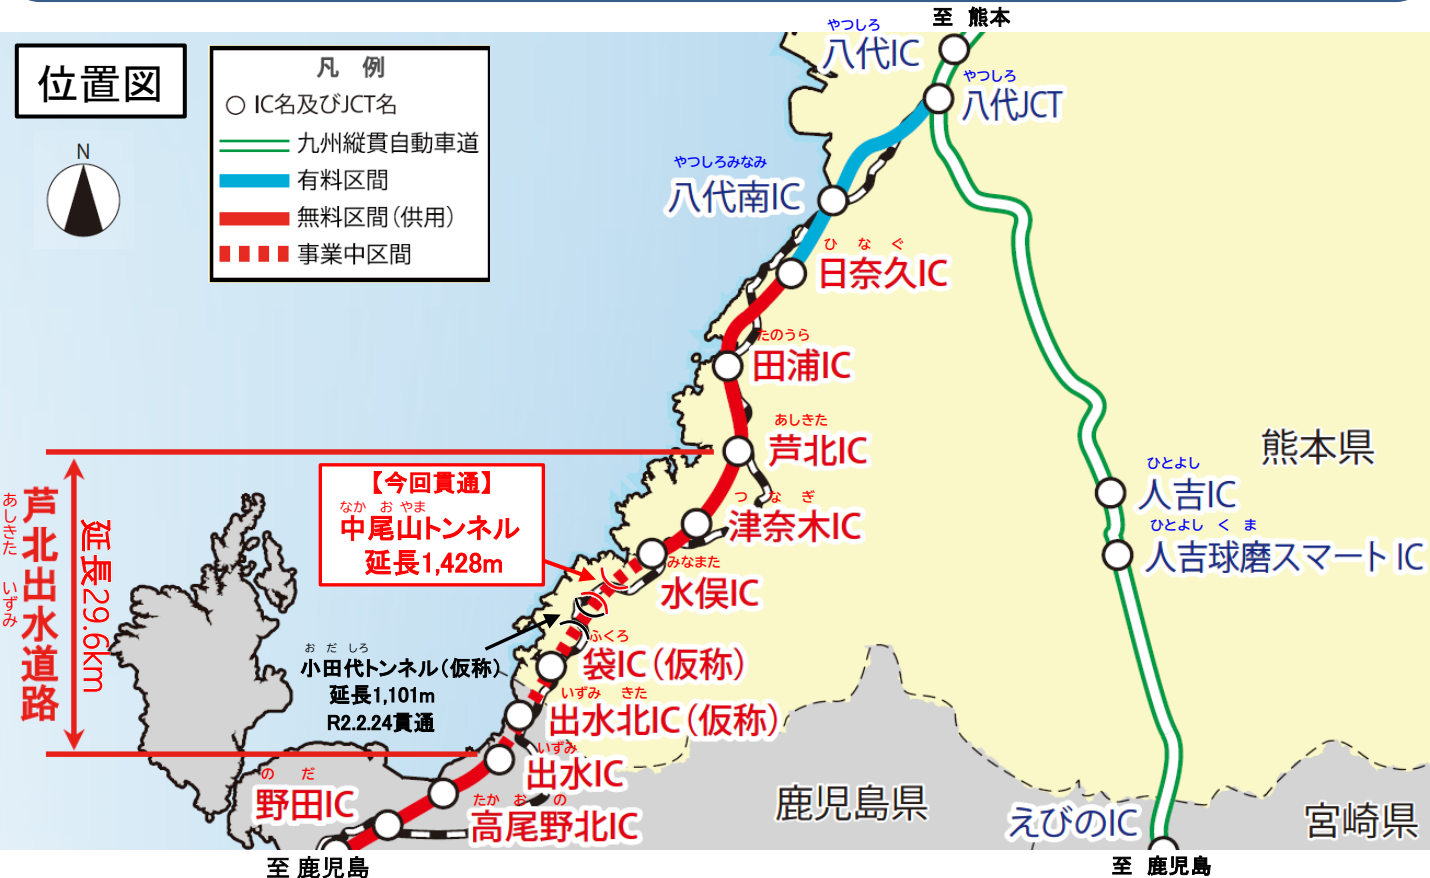 至 熊本
やつしろ
八代IC
やつしろ
八代JCT
位置図
凡 例
IC名及びJCT名
九州縦貫自動車道
有料区間
無料区間（供用）
事業中区間
N
やつしろみなみ
八代南IC
ひ な ぐ
日奈久IC
たのうら
田浦IC
あしきた
芦北IC
熊本県
ひとよし
人吉IC
ひとよし く ま
人吉球磨スマートIC
つ な ぎ
津奈木IC
【今回貫通】
なか お やま
中尾山トンネル
延長1,428m
みなまた
水俣IC
あしきた いずみ
芦北出水道路
延長29.6km
お だ しろ
小田代トンネル（仮称）
延長1,101m
R2.2.24貫通
ふくろ
袋IC（仮称）
いずみ きた
出水北IC（仮称）
いずみ
出水IC
の だ
野田IC
たか お の
高尾野北IC
鹿児島県
えびのIC
宮崎県
至 鹿児島
至 鹿児島